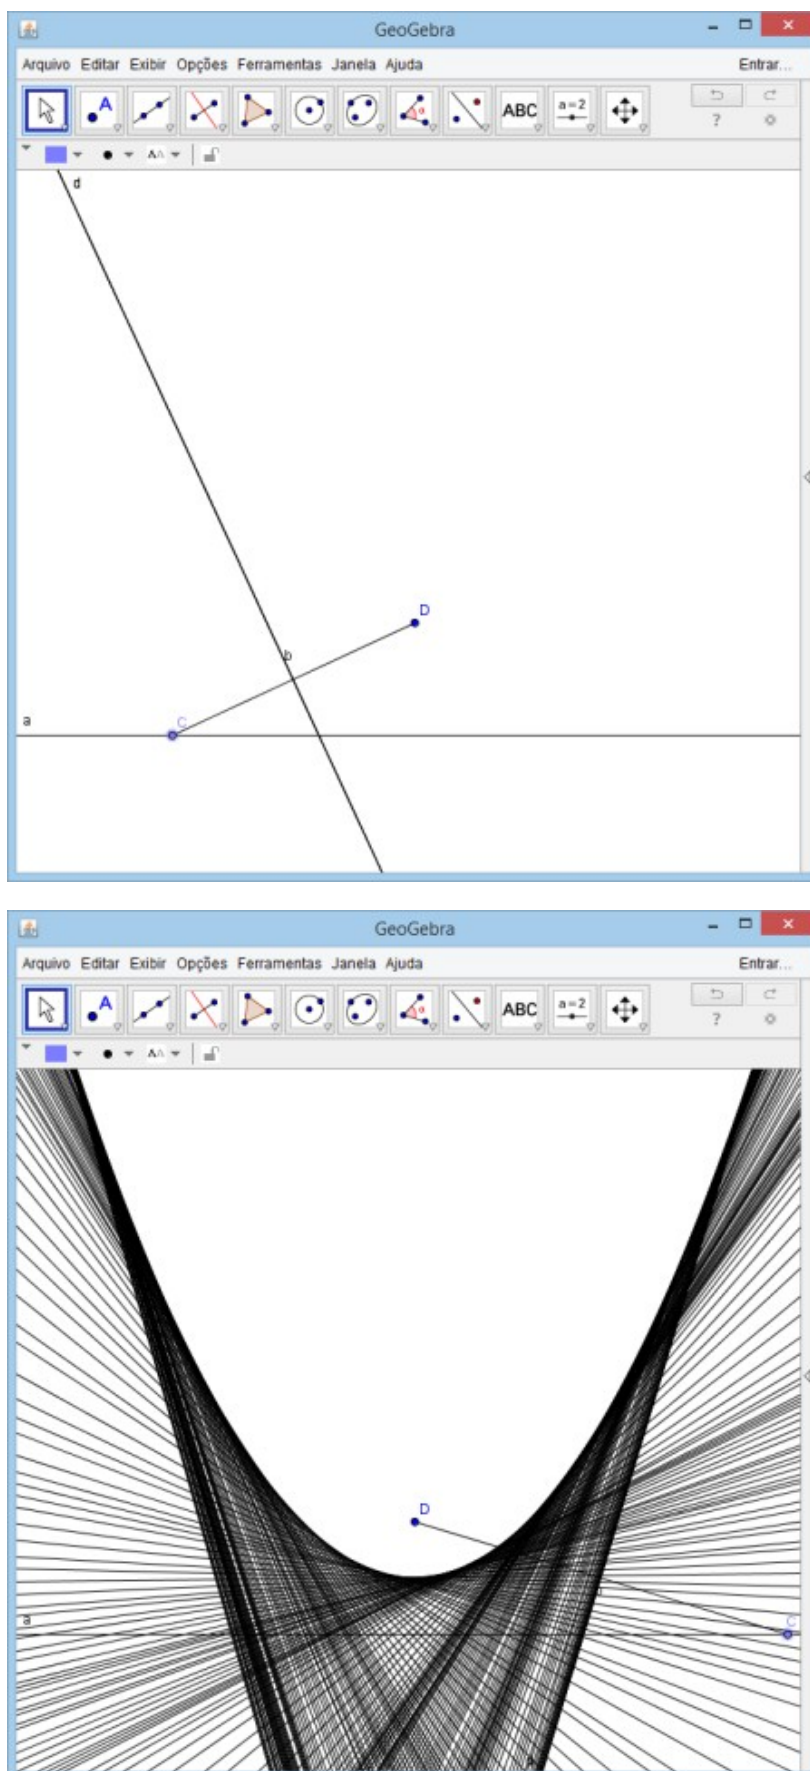 GeoGebra
Arquivo Editar Exibir Opções Ferramentas Janela Ajuda Entrar...
A ABC a=2 ?
d
D
b
C
a
GeoGebra
Arquivo Editar Exibir Opções Ferramentas Janela Ajuda Entrar...
A ABC a=2 ?
D
a
C